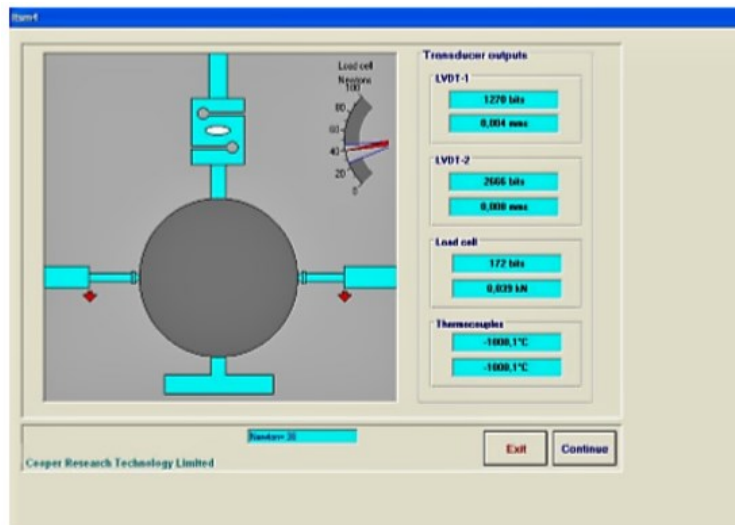 Load cell
Newtons
100
80
60
40
20
0
Transducer outputs
LVDT-1
1270 bits
0,004 mms
LVDT-2
2666 bits
0,008 mms
Load cell
172 bits
0,039 kN
Thermocouples
-1000,1°C
-1000,1°C
Exit
Continue
Cooper Research Technology Limited